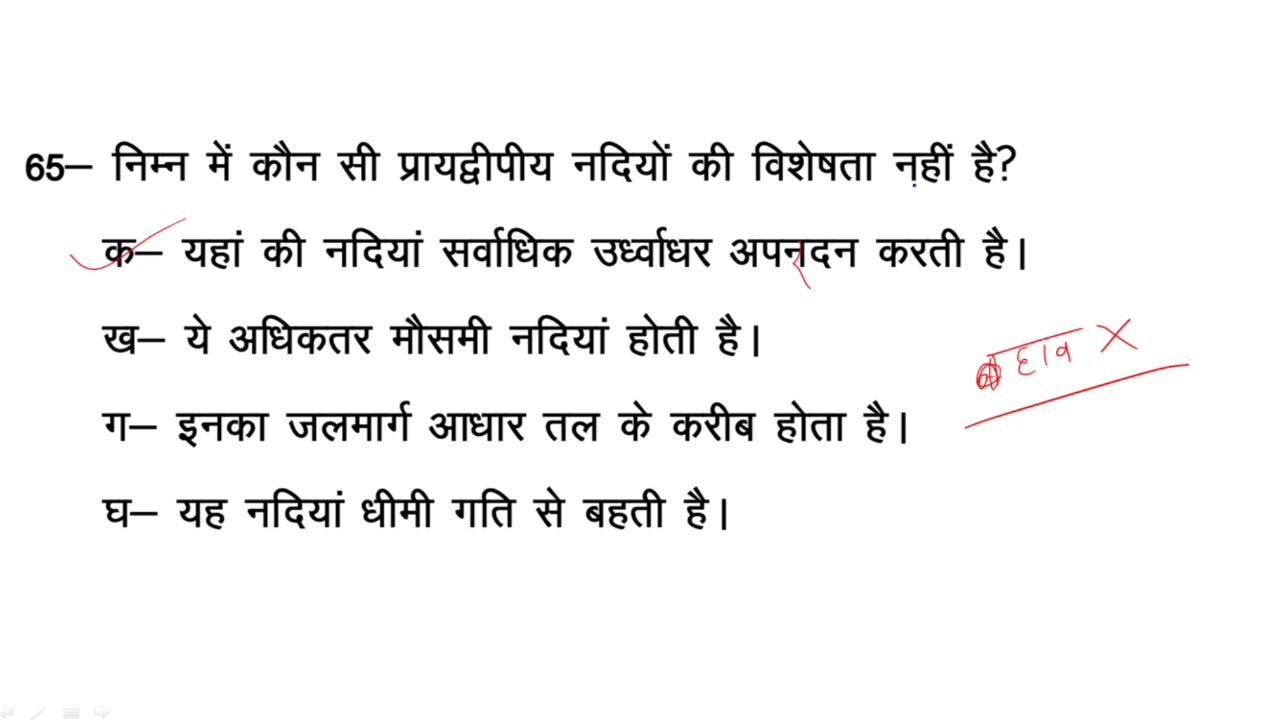 65– निम्न में कौन सी प्रायद्वीपीय नदियों की विशेषता नहीं है?
क– यहां की नदियां सर्वाधिक उर्ध्वाधर अपनदन करती है।
ख– ये अधिकतर मौसमी नदियां होती है।
ग– इनका जलमार्ग आधार तल के करीब होता है।
घ– यह नदियां धीमी गति से बहती है।